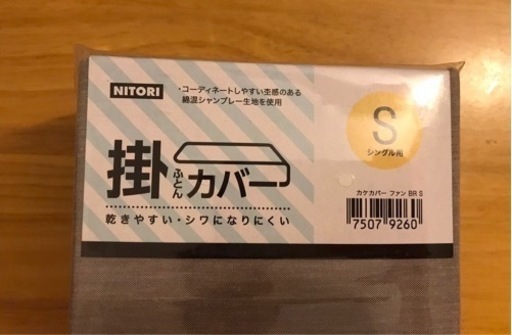 NITORI
・コーディネートしやすい杢感のある
綿混シャンブレー生地を使用
S
シングル用
掛ふとんカバー
乾きやすい・シワになりにくい
カケカバー ファン BR S
7507 9260